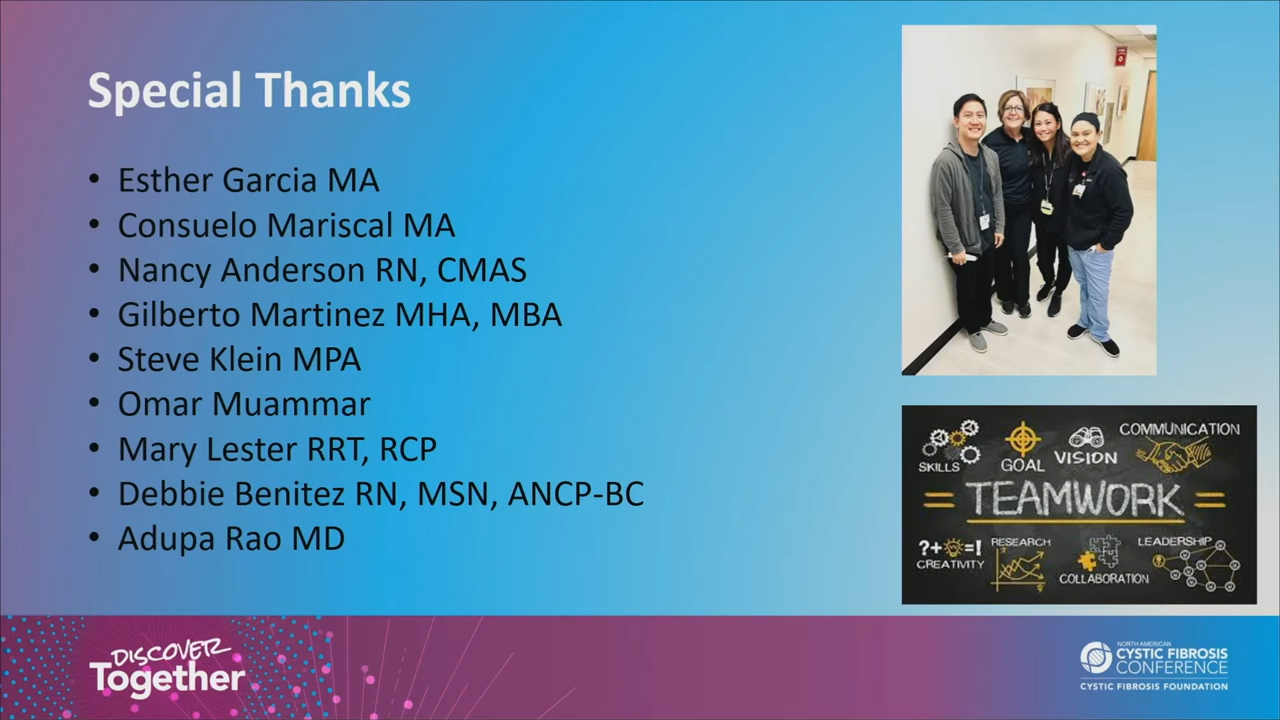 Special Thanks
• Esther Garcia MA
• Consuelo Mariscal MA
• Nancy Anderson RN, CMAS
• Gilberto Martinez MHA, MBA
• Steve Klein MPA
• Omar Muammar
• Mary Lester RRT, RCP
• Debbie Benitez RN, MSN, ANCP-BC
• Adupa Rao MD
SKILLS
GOAL
VISION
COMMUNICATION
= TEAMWORK =
?+ =!
CREATIVITY
RESEARCH
COLLABORATION
LEADERSHIP
DISCOVER
Together
NORTH AMERICAN
CYSTIC FIBROSIS
CONFERENCE
CYSTIC FIBROSIS FOUNDATION